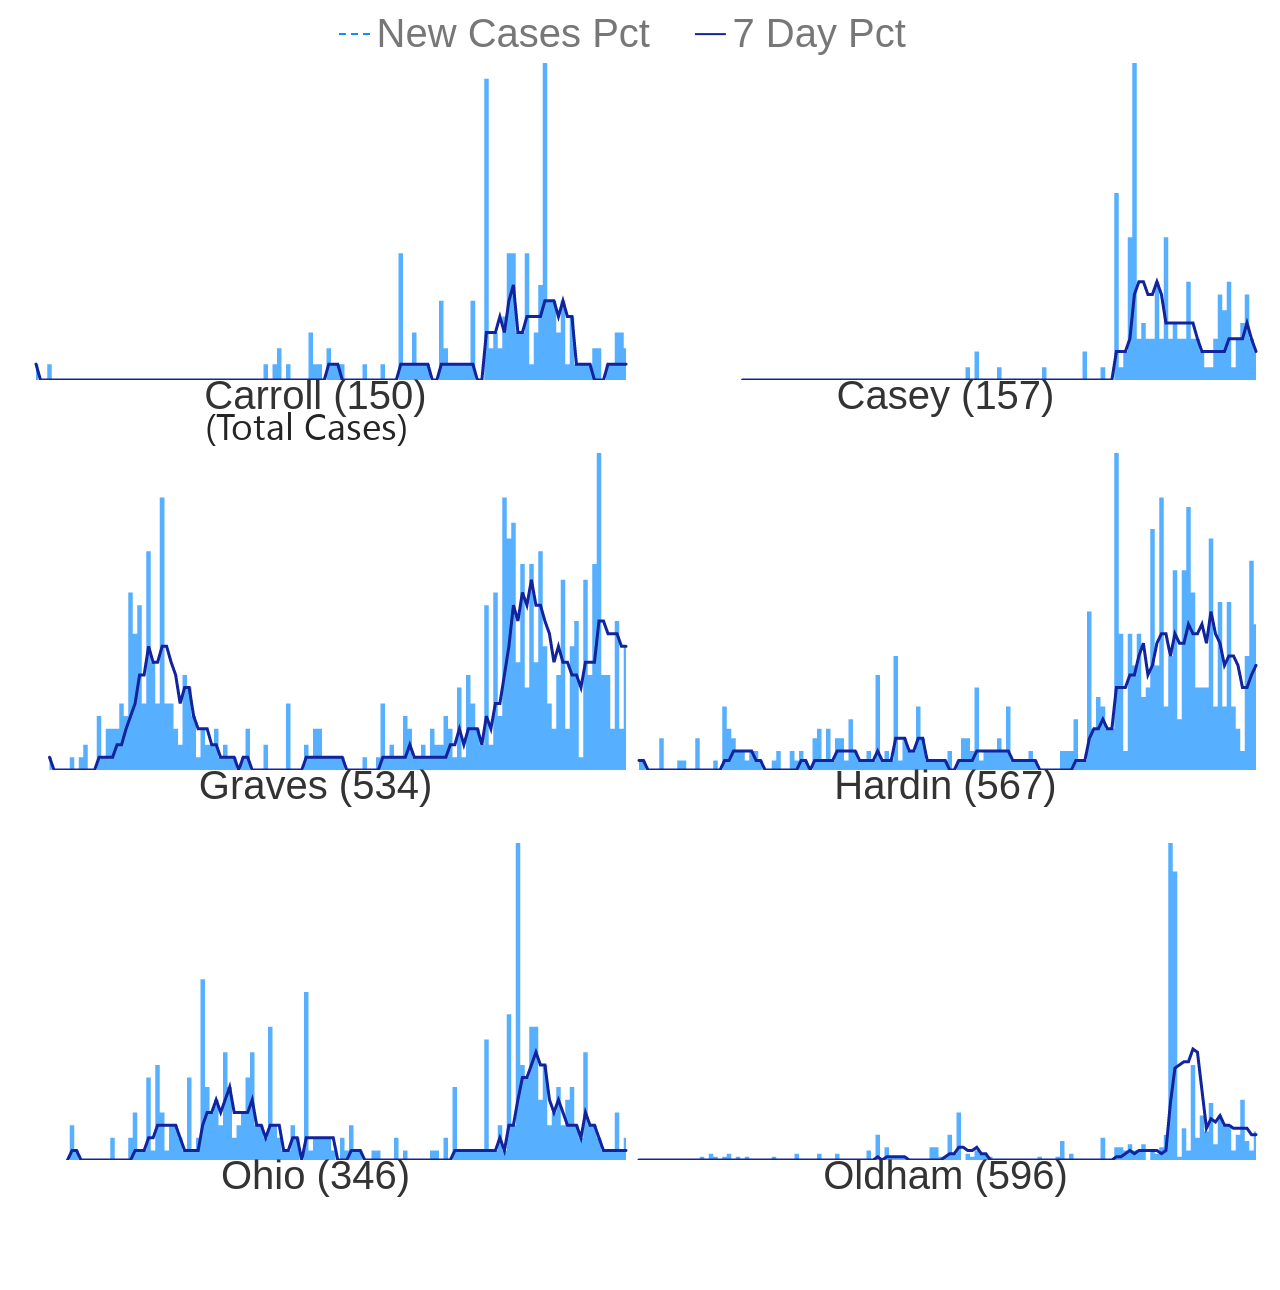 New Cases Pct 7 Day Pct
Carroll (150) Casey (157)
(Total Cases)
Graves (534) Hardin (567)
Ohio (346) Oldham (596)